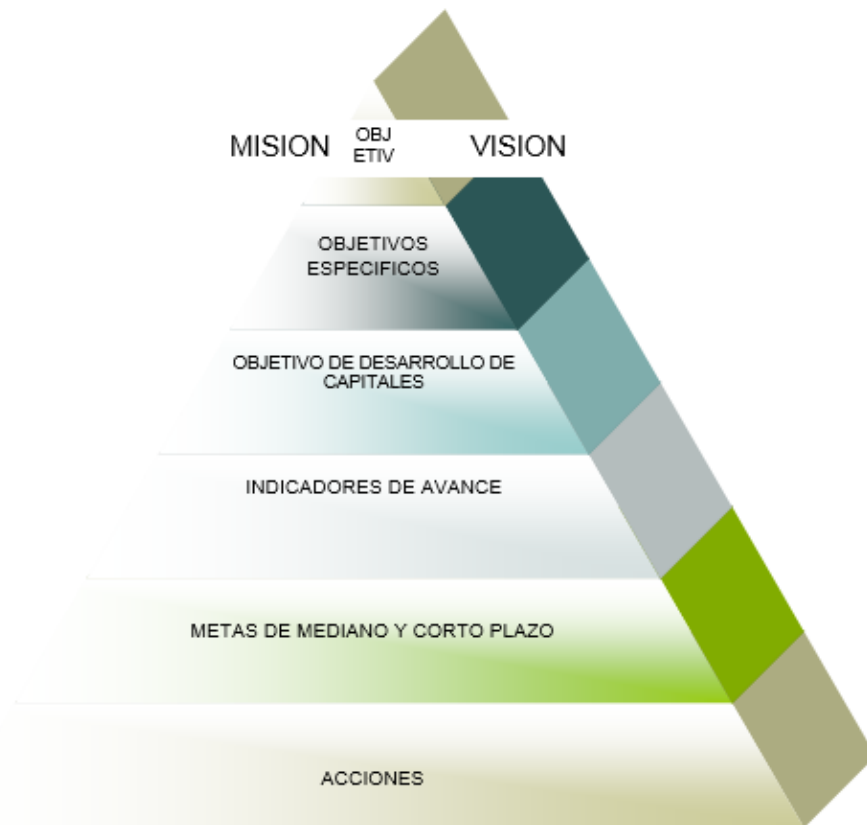 MISION OBJ VISION
ETIV
OBJETIVOS
ESPECIFICOS
OBJETIVO DE DESARROLLO DE
CAPITALES
INDICADORES DE AVANCE
METAS DE MEDIANO Y CORTO PLAZO
ACCIONES